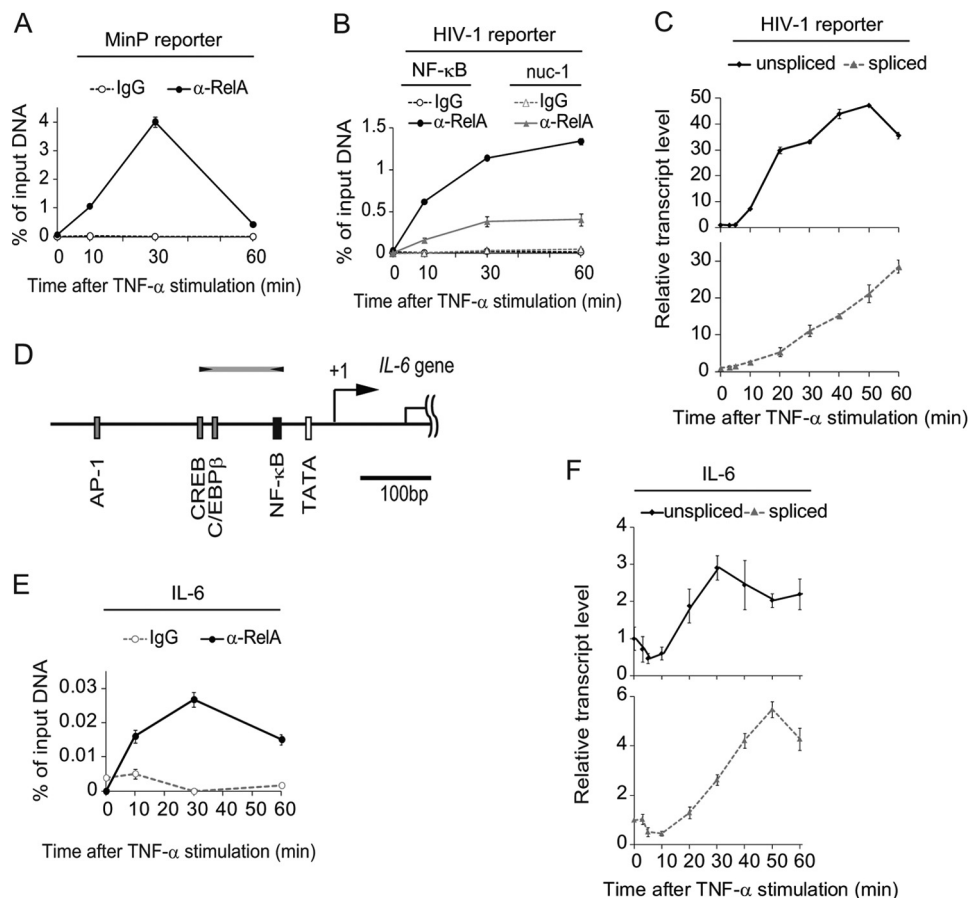 A
MinP reporter
IgG α-RelA
% of input DNA
4
3
2
1
0
0 10 30 60
Time after TNF-α stimulation (min)
B
HIV-1 reporter
NF-κB nuc-1
IgG IgG
α-RelA α-RelA
% of input DNA
1.5
1
0.5
0
0 10 30 60
Time after TNF-α stimulation (min)
C
HIV-1 reporter
unspliced spliced
Relative transcript level
50
40
30
20
10
0
30
20
10
0
0 10 20 30 40 50 60
Time after TNF-α stimulation (min)
D
+1 IL-6 gene
AP-1
CREB
C/EBPβ
NF-κB
TATA
100bp
E
IL-6
IgG α-RelA
% of input DNA
0.03
0.02
0.01
0
0 10 20 30 40 50 60
Time after TNF-α stimulation (min)
F
IL-6
unspliced spliced
Relative transcript level
4
3
2
1
0
6
4
2
0
0 10 20 30 40 50 60
Time after TNF-α stimulation (min)